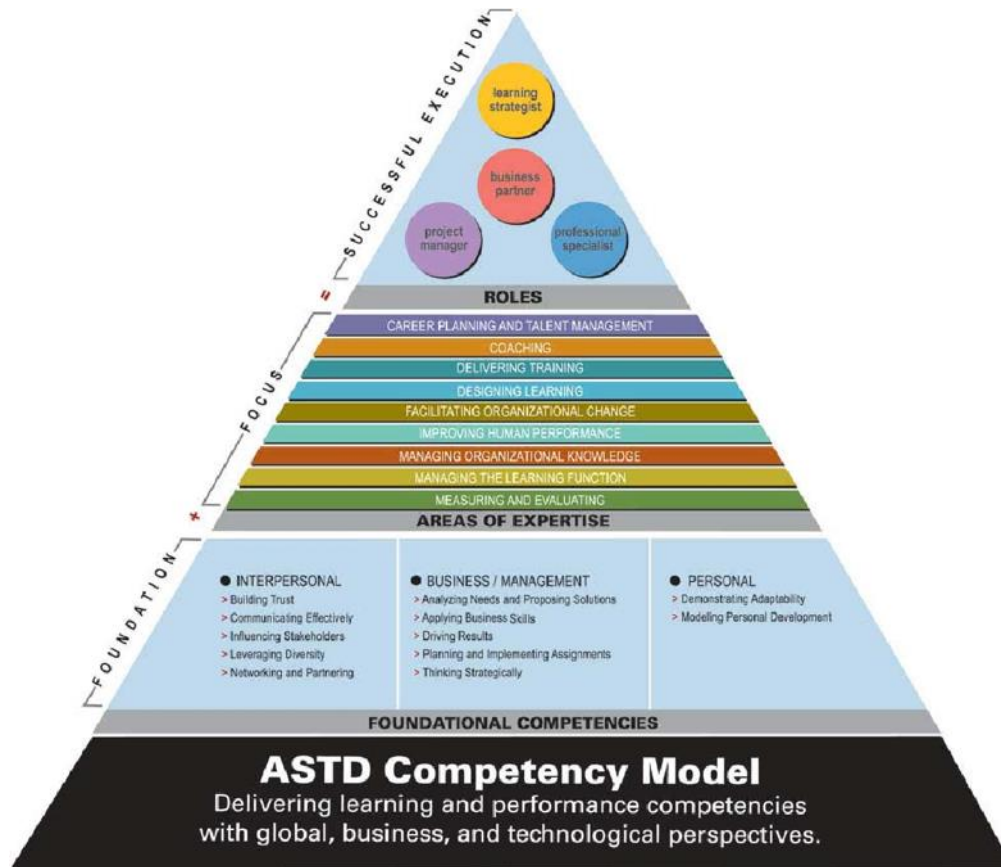 SUCCESSFUL EXECUTION
learning
strategist
business
partner
project
manager
professional
specialist
=
ROLES
FOCUS
CAREER PLANNING AND TALENT MANAGEMENT
COACHING
DELIVERING TRAINING
DESIGNING LEARNING
FACILITATING ORGANIZATIONAL CHANGE
IMPROVING HUMAN PERFORMANCE
MANAGING ORGANIZATIONAL KNOWLEDGE
MANAGING THE LEARNING FUNCTION
MEASURING AND EVALUATING
+
AREAS OF EXPERTISE
FOUNDATION
● INTERPERSONAL
> Building Trust
> Communicating Effectively
> Influencing Stakeholders
> Leveraging Diversity
> Networking and Partnering
● BUSINESS / MANAGEMENT
> Analyzing Needs and Proposing Solutions
> Applying Business Skills
> Driving Results
> Planning and Implementing Assignments
> Thinking Strategically
● PERSONAL
> Demonstrating Adaptability
> Modeling Personal Development
FOUNDATIONAL COMPETENCIES
ASTD Competency Model
Delivering learning and performance competencies
with global, business, and technological perspectives.